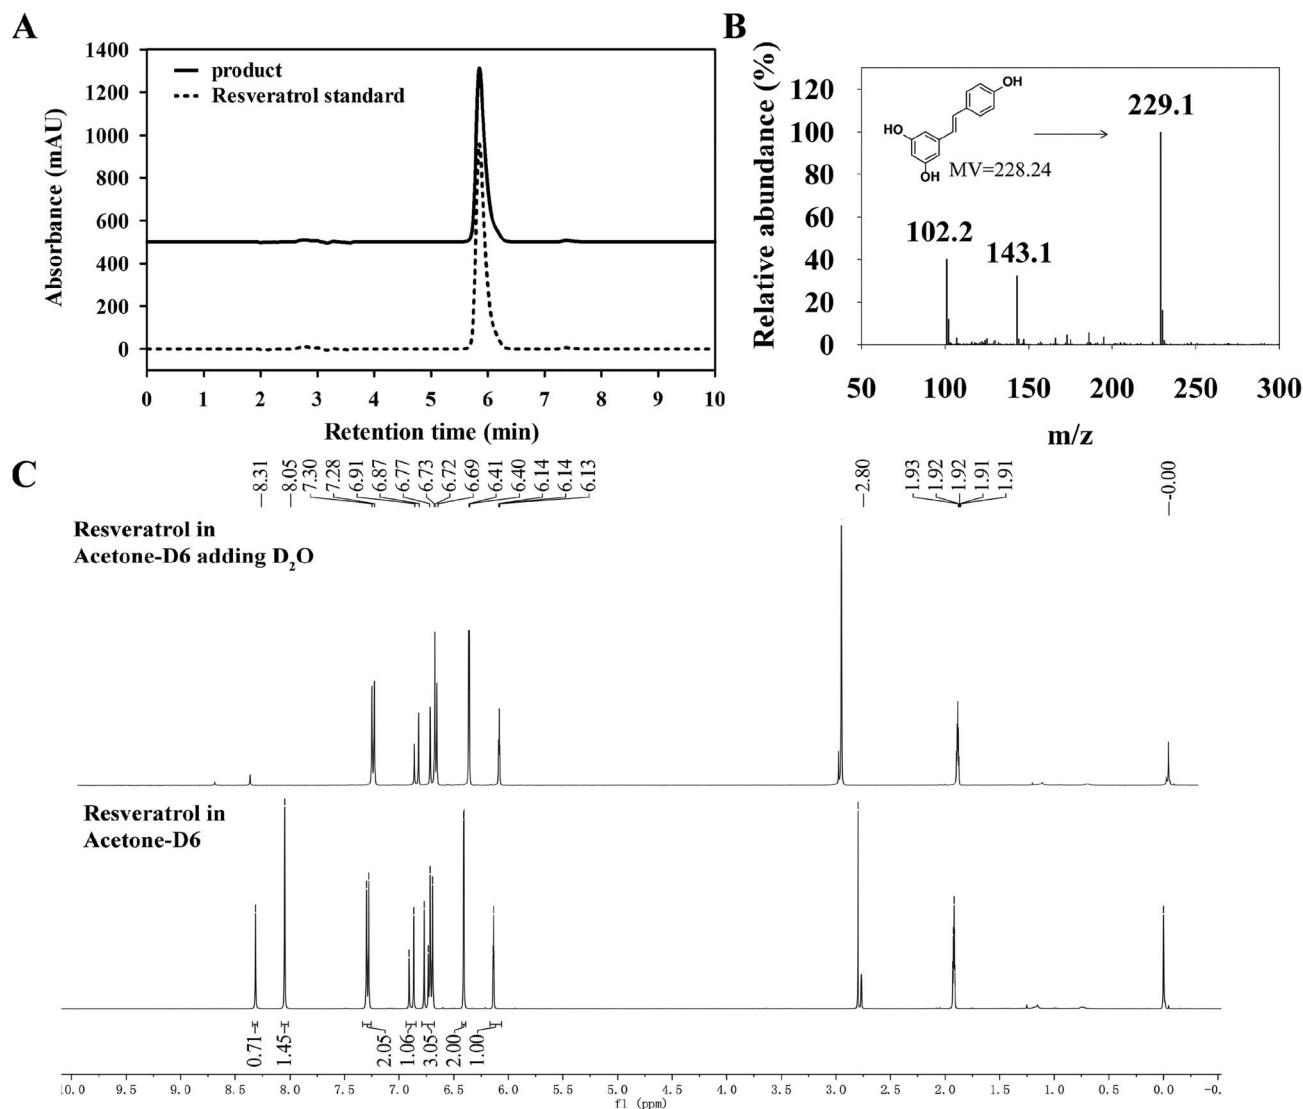 A
1400
1200
1000
800
600
400
200
0
Absorbance (mAU)
product
Resveratrol standard
0 1 2 3 4 5 6 7 8 9 10
Retention time (min)
B
120
100
80
60
40
20
0
Relative abundance (%)
OH
HO
OH
MV=228.24
229.1
102.2
143.1
50 100 150 200 250 300
m/z
C
8.31 8.05 7.30 7.28 6.91 6.87 6.77 6.73 6.72 6.69 6.41 6.40 6.14 6.14 6.13 2.80 1.93 1.92 1.92 1.91 1.91 -0.00
Resveratrol in
Acetone-D6 adding D2O
Resveratrol in
Acetone-D6
0.71 1.45 2.05 1.06 3.05 2.00 1.00
10.0 9.5 9.0 8.5 8.0 7.5 7.0 6.5 6.0 5.5 5.0 4.5 4.0 3.5 3.0 2.5 2.0 1.5 1.0 0.5 0.0 -0.
f1 (ppm)